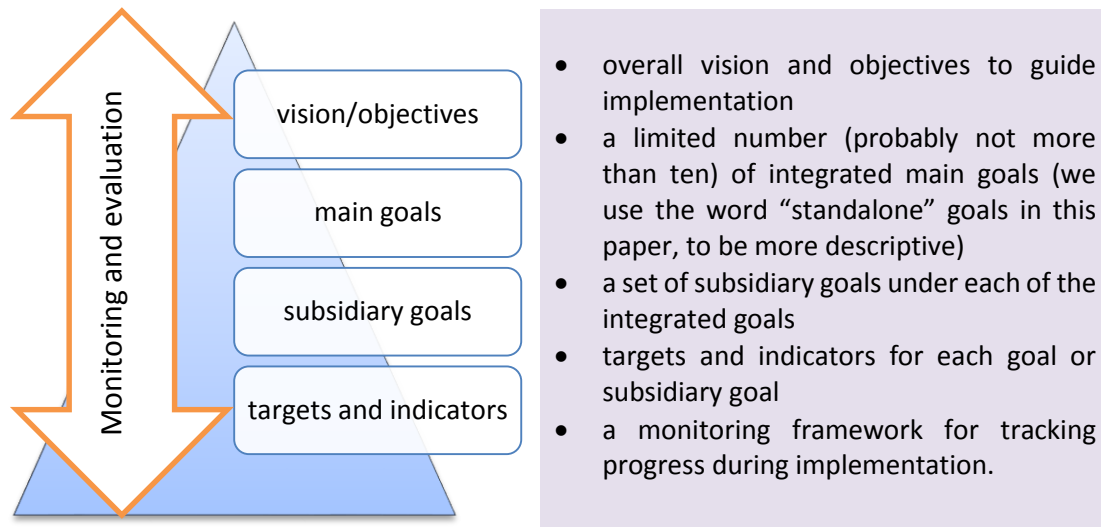 Monitoring and evaluation
vision/objectives
main goals
subsidiary goals
targets and indicators
• overall vision and objectives to guide
implementation
• a limited number (probably not more
than ten) of integrated main goals (we
use the word “standalone” goals in this
paper, to be more descriptive)
• a set of subsidiary goals under each of the
integrated goals
• targets and indicators for each goal or
subsidiary goal
• a monitoring framework for tracking
progress during implementation.